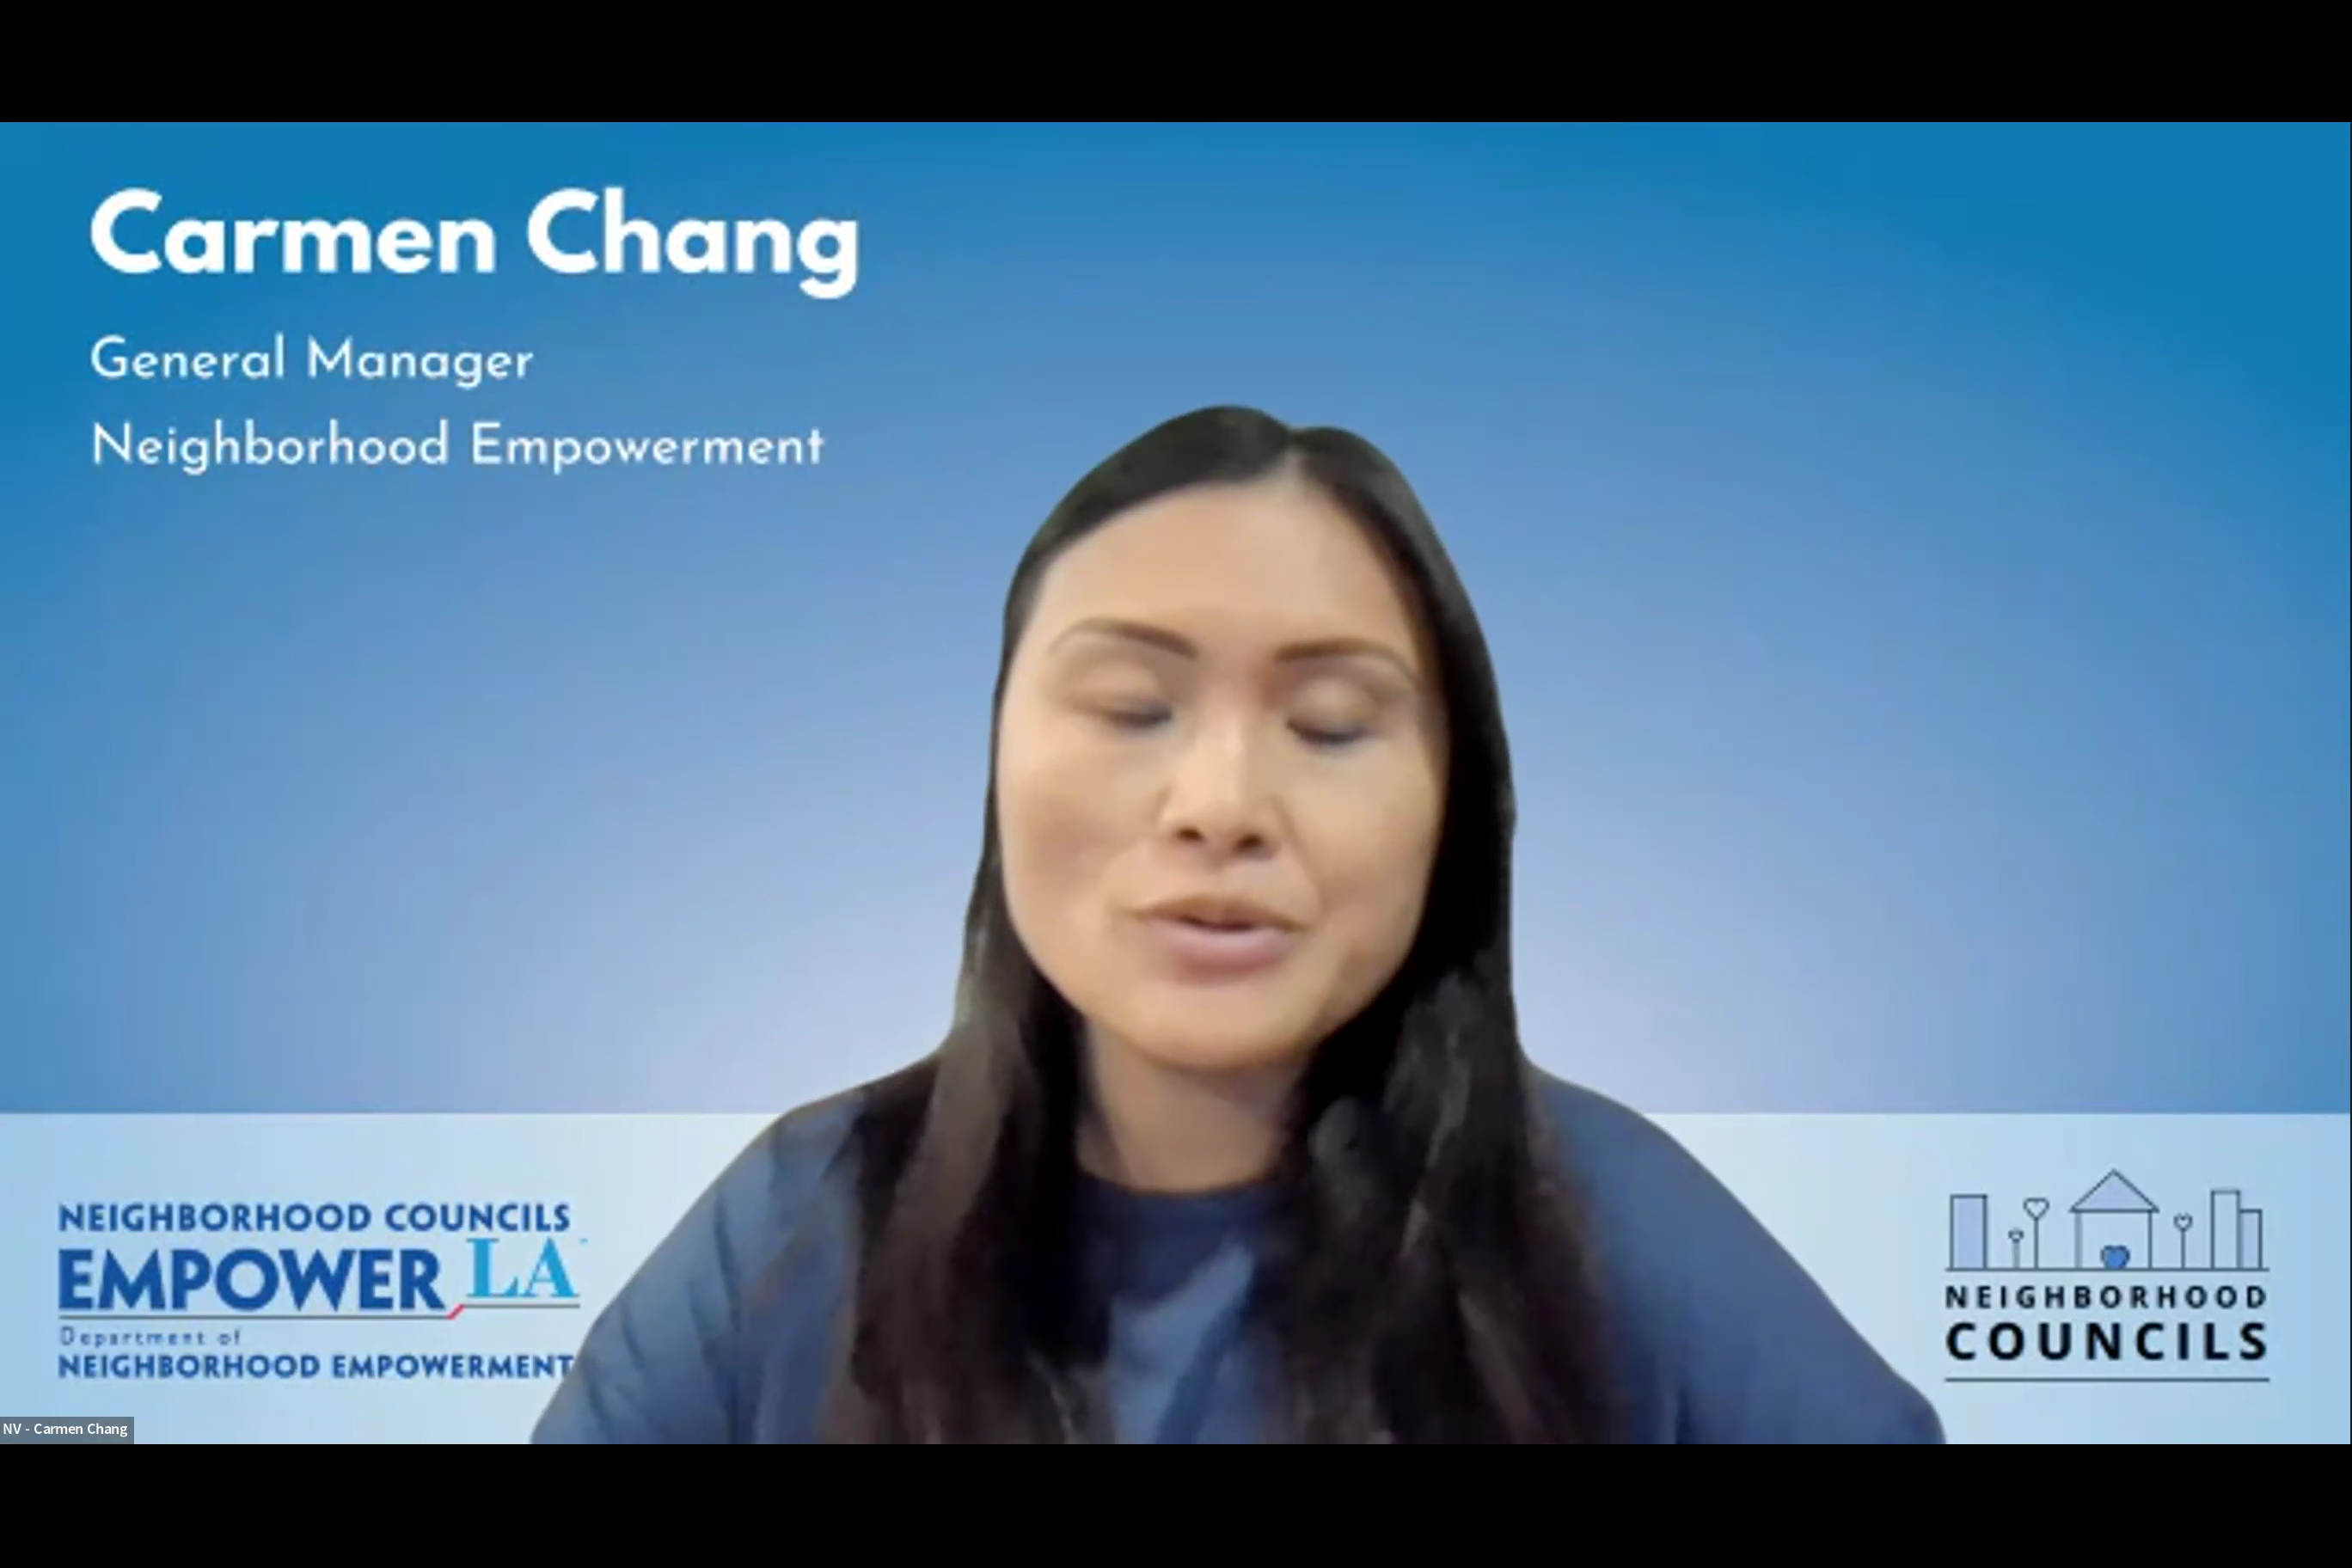 Carmen Chang
General Manager
Neighborhood Empowerment
NEIGHBORHOOD COUNCILS
EMPOWER LA
Department of
NEIGHBORHOOD EMPOWERMENT
NEIGHBORHOOD
COUNCILS
NV - Carmen Chang